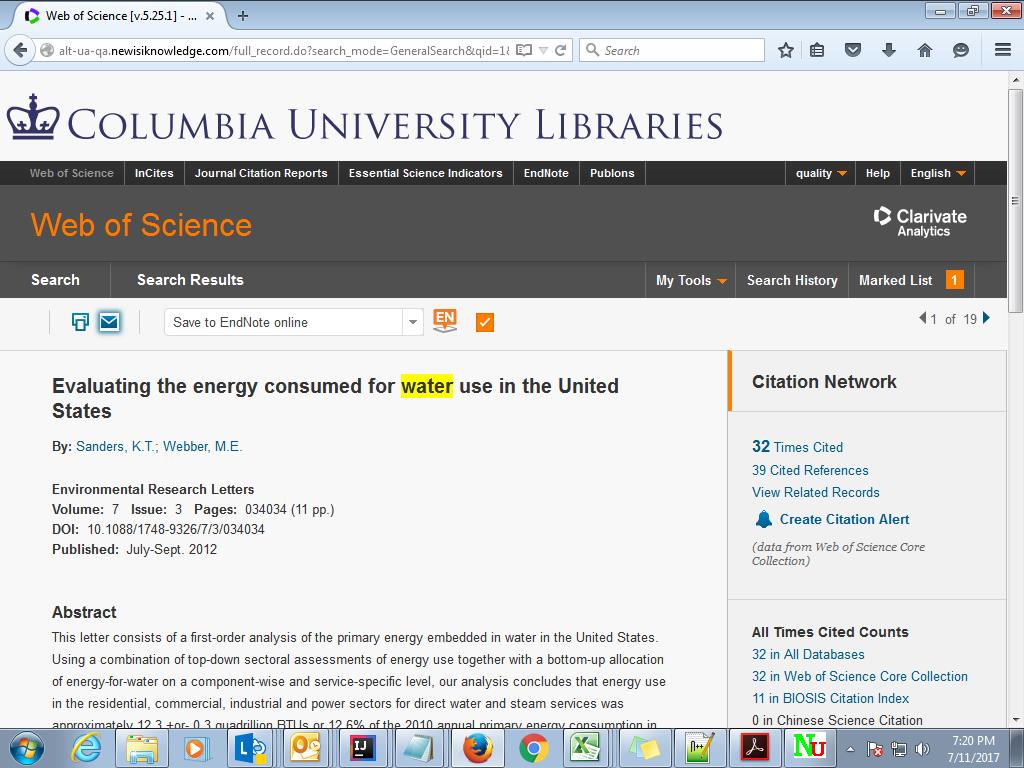 Web of Science [v.5.25.1] - ...
alt-ua-qa.newisiknowledge.com/full_record.do?search_mode=GeneralSearch&qid=1
Search
COLUMBIA UNIVERSITY LIBRARIES
Web of Science InCites Journal Citation Reports Essential Science Indicators EndNote Publons quality Help English
Web of Science
Clarivate
Analytics
Search Search Results My Tools Search History Marked List 1
Save to EndNote online EN 1 of 19
Evaluating the energy consumed for water use in the United
States
By: Sanders, K.T.; Webber, M.E.
Environmental Research Letters
Volume: 7 Issue: 3 Pages: 034034 (11 pp.)
DOI: 10.1088/1748-9326/7/3/034034
Published: July-Sept. 2012
Abstract
This letter consists of a first-order analysis of the primary energy embedded in water in the United States.
Using a combination of top-down sectoral assessments of energy use together with a bottom-up allocation
of energy-for-water on a component-wise and service-specific level, our analysis concludes that energy use
in the residential, commercial, industrial and power sectors for direct water and steam services was
approximately 12.3 +or- 0.3 quadrillion BTUs or 12.6% of the 2010 annual primary energy consumption in
Citation Network
32 Times Cited
39 Cited References
View Related Records
Create Citation Alert
(data from Web of Science Core
Collection)
All Times Cited Counts
32 in All Databases
32 in Web of Science Core Collection
11 in BIOSIS Citation Index
0 in Chinese Science Citation
7:20 PM
7/11/2017